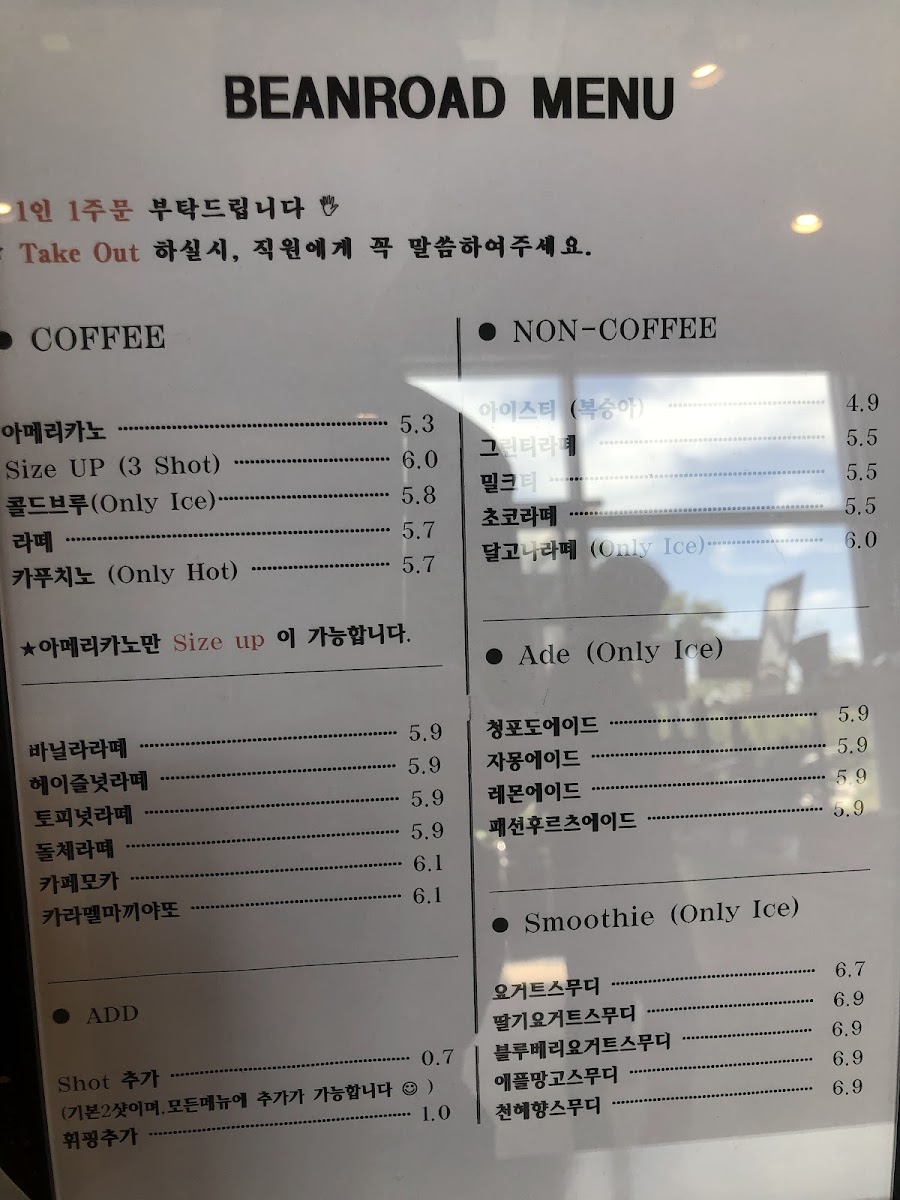 BEANROAD MENU
1인 1주문 부탁드립니다 🖐
Take Out 하실시, 직원에게 꼭 말씀하여주세요.
● COFFEE
아메리카노 5.3
Size UP (3 Shot) 6.0
콜드브루(Only Ice) 5.8
라떼 5.7
카푸치노 (Only Hot) 5.7
★아메리카노만 Size up 이 가능합니다.
바닐라라떼 5.9
헤이즐넛라떼 5.9
토피넛라떼 5.9
돌체라떼 5.9
카페모카 6.1
카라멜마끼야또 6.1
● ADD
Shot 추가 0.7
(기본2샷이며,모든메뉴에 추가가 가능합니다 ☺ )
휘핑추가 1.0
● NON-COFFEE
아이스티 (복숭아) 4.9
그린티라떼 5.5
밀크티 5.5
초코라떼 5.5
달고나라떼 (Only Ice) 6.0
● Ade (Only Ice)
청포도에이드 5.9
자몽에이드 5.9
레몬에이드 5.9
패션후르츠에이드 5.9
● Smoothie (Only Ice)
요거트스무디 6.7
딸기요거트스무디 6.9
블루베리요거트스무디 6.9
애플망고스무디 6.9
천혜향스무디 6.9